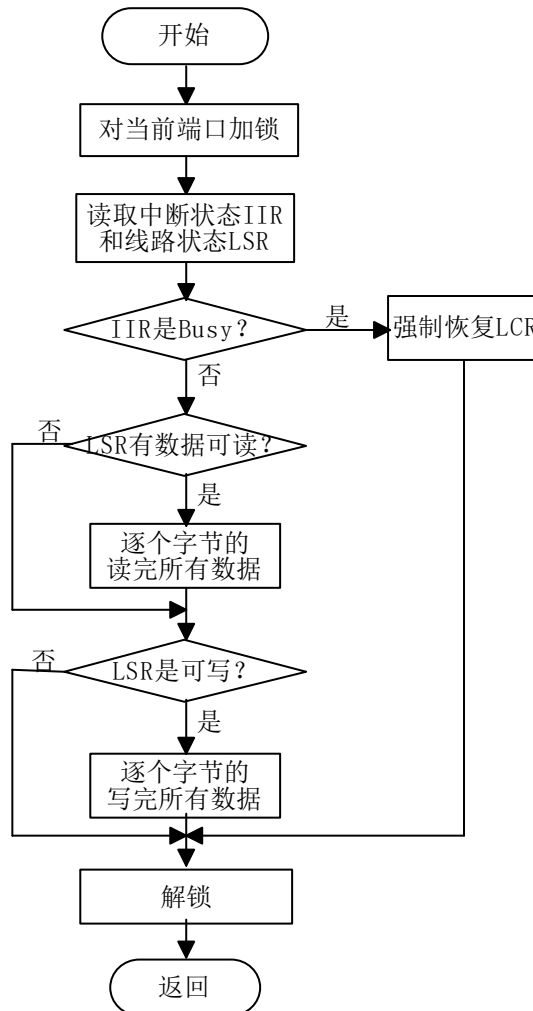 开始
对当前端口加锁
读取中断状态IIR
和线路状态LSR
IIR是Busy？
是
强制恢复LCR
否
否
LSR有数据可读？
是
逐个字节的
读完所有数据
否
LSR是可写？
是
逐个字节的
写完所有数据
解锁
返回